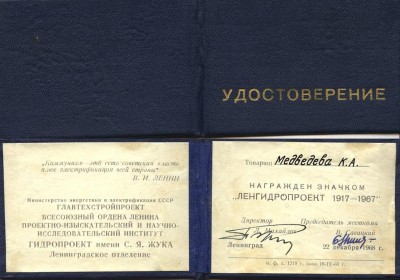 УДОСТОВЕРЕНИЕ
„Коммунизм — это есть советская власть
плюс электрификация всей страны“
В. И. ЛЕНИН
Министерство энергетики и электрификации СССР
ГЛАВТЕХСТРОЙПРОЕКТ
ВСЕСОЮЗНЫЙ ОРДЕНА ЛЕНИНА
ПРОЕКТНО-ИЗЫСКАТЕЛЬСКИЙ И НАУЧНО-
ИССЛЕДОВАТЕЛЬСКИЙ ИНСТИТУТ
ГИДРОПРОЕКТ имени С. Я. ЖУКА
Ленинградское отделение
Товарищ Медведева К.А.
НАГРАЖДЕН ЗНАЧКОМ
„ЛЕНГИДРОПРОЕКТ 1917—1967“
Директор Председатель месткома
Ленинград 22 декабря 1968 г.